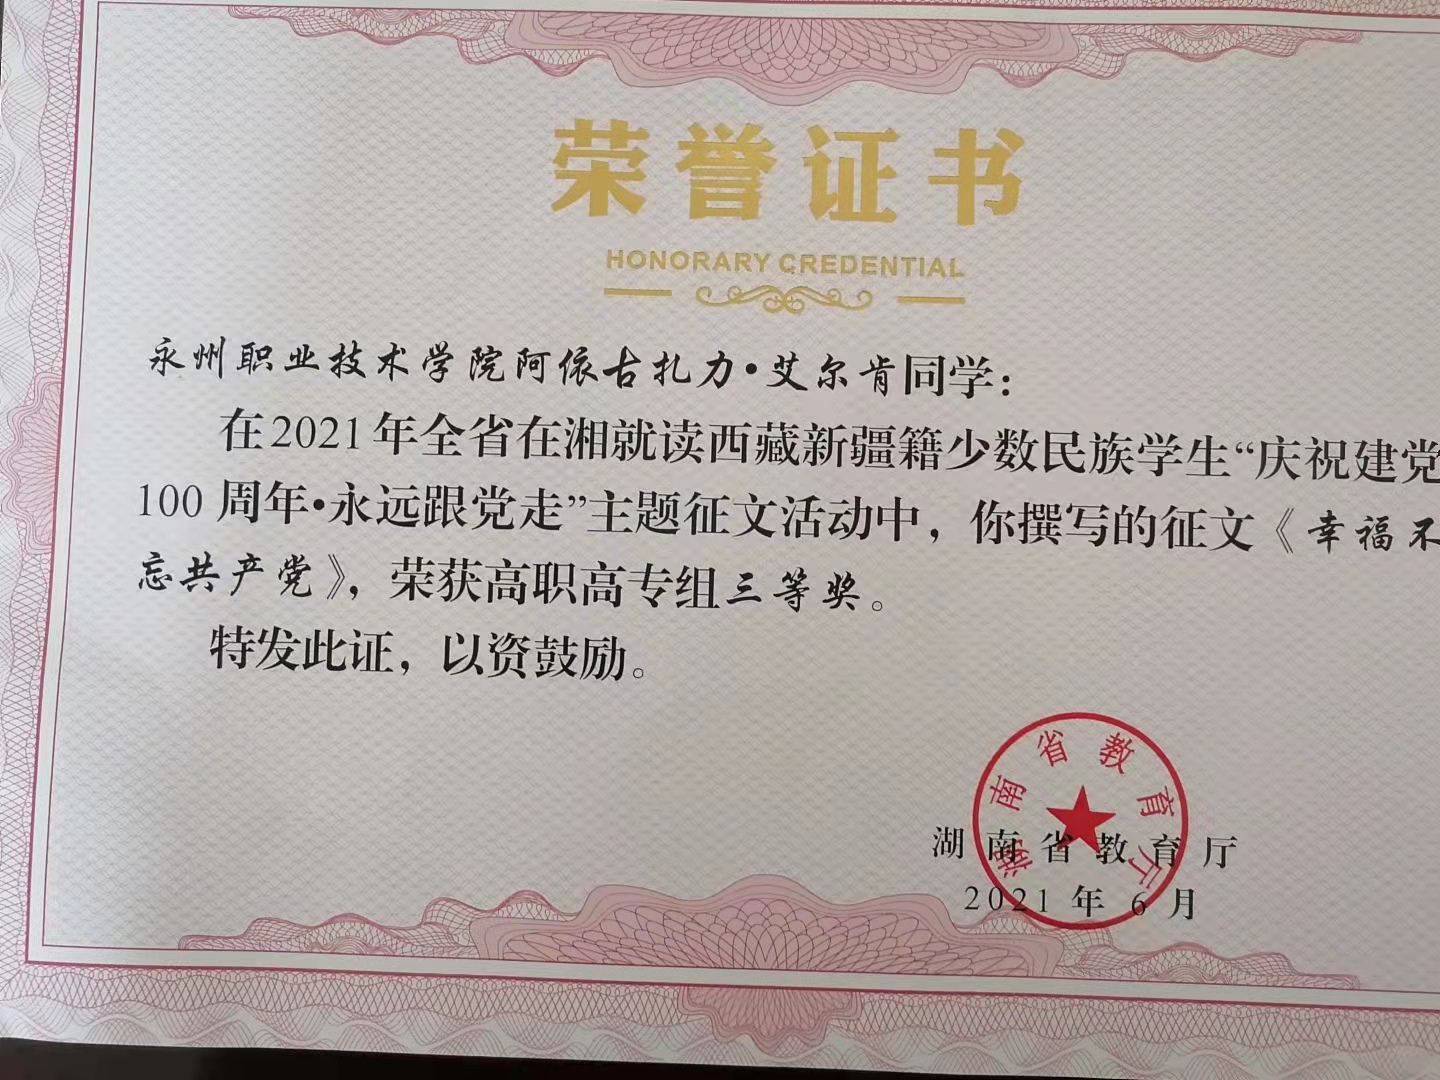 荣誉证书
HONORARY CREDENTIAL
永州职业技术学院阿依古扎力·艾尔肯同学：
在2021年全省在湘就读西藏新疆籍少数民族学生“庆祝建党
100周年·永远跟党走”主题征文活动中，你撰写的征文《幸福不
忘共产党》，荣获高职高专组三等奖。
特发此证，以资鼓励。
湖南省教育厅
湖南省教育厅
2021年6月